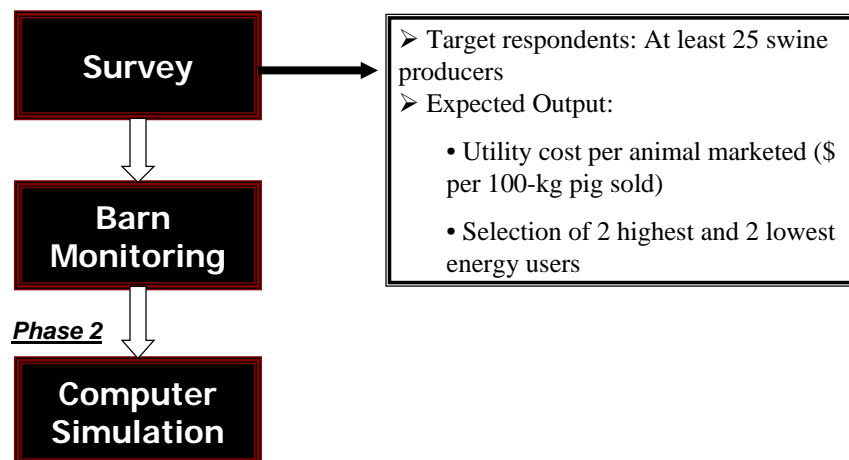 Survey
➢ Target respondents: At least 25 swine
producers
➢ Expected Output:
• Utility cost per animal marketed ($
per 100-kg pig sold)
• Selection of 2 highest and 2 lowest
energy users
Barn
Monitoring
Phase 2
Computer
Simulation